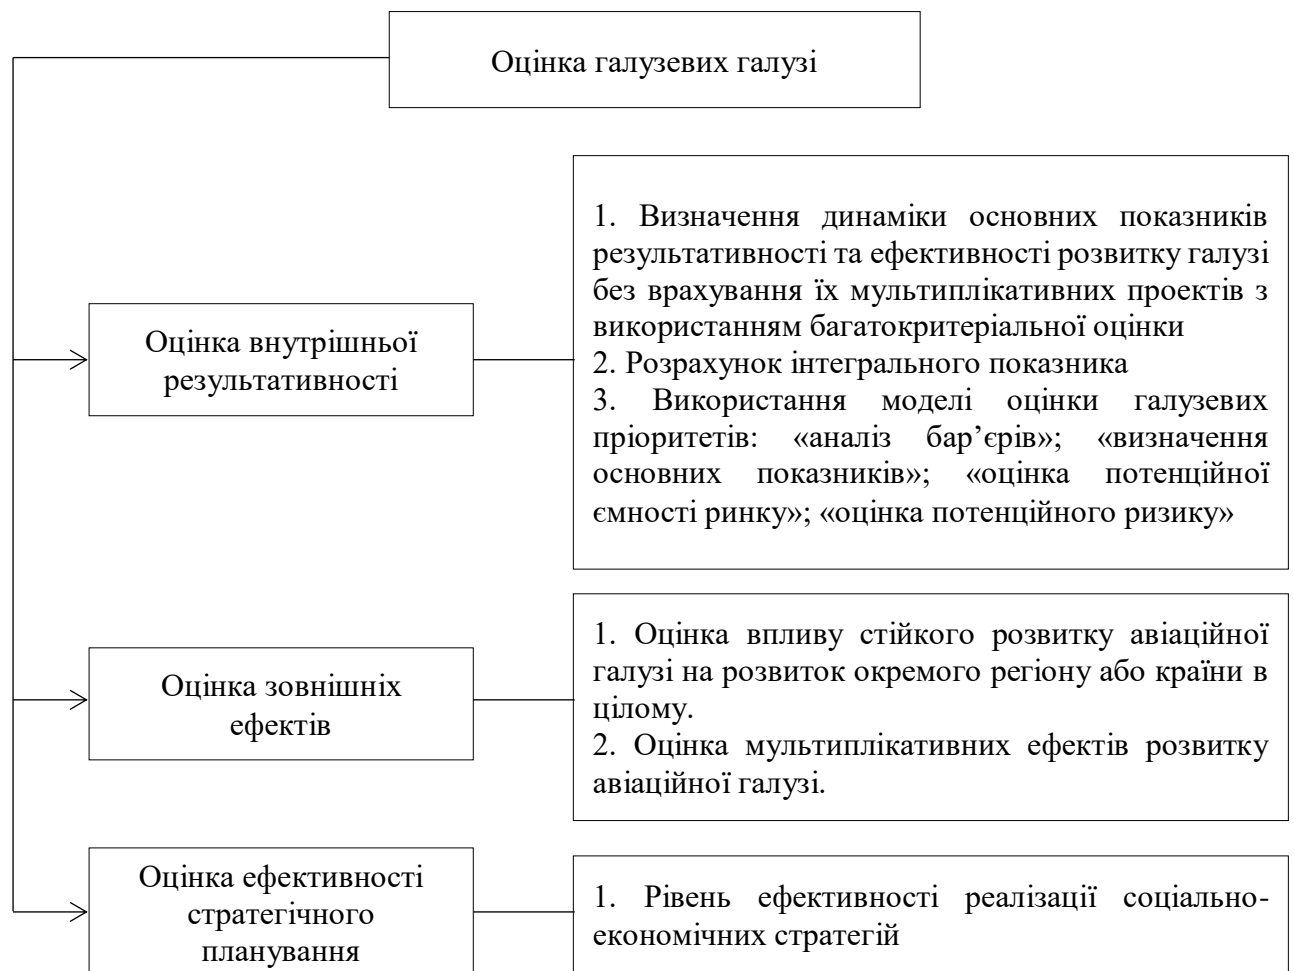 Оцінка галузевих галузі
Оцінка внутрішньої
результативності
1. Визначення динаміки основних показників
результативності та ефективності розвитку галузі
без врахування їх мультиплікативних проектів з
використанням багатокритеріальної оцінки
2. Розрахунок інтегрального показника
3. Використання моделі оцінки галузевих
пріоритетів: «аналіз бар’єрів»; «визначення
основних показників»; «оцінка потенційної
ємності ринку»; «оцінка потенційного ризику»
Оцінка зовнішніх
ефектів
1. Оцінка впливу стійкого розвитку авіаційної
галузі на розвиток окремого регіону або країни в
цілому.
2. Оцінка мультиплікативних ефектів розвитку
авіаційної галузі.
Оцінка ефективності
стратегічного
планування
1. Рівень ефективності реалізації соціально-
економічних стратегій